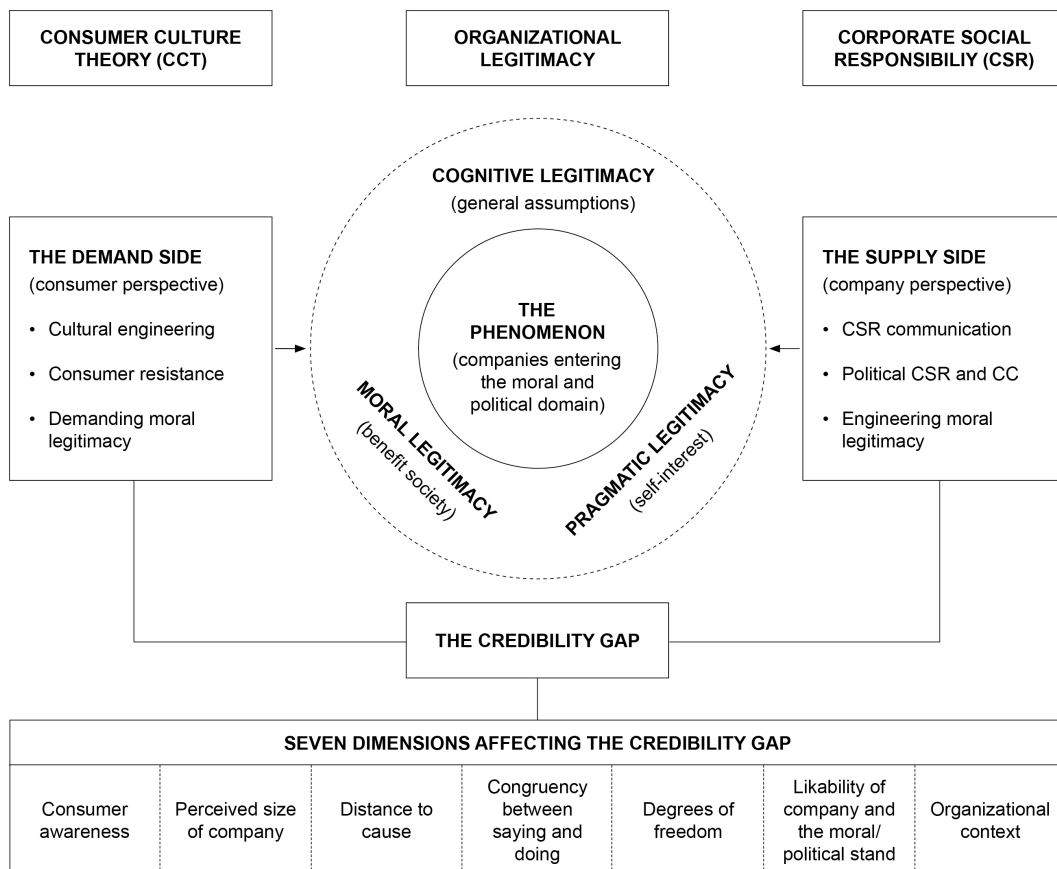 CONSUMER CULTURE
THEORY (CCT)
ORGANIZATIONAL
LEGITIMACY
CORPORATE SOCIAL
RESPONSIBILIY (CSR)
COGNITIVE LEGITIMACY
(general assumptions)
THE DEMAND SIDE
(consumer perspective)
• Cultural engineering
• Consumer resistance
• Demanding moral
legitimacy
THE
PHENOMENON
(companies entering
the moral and
political domain)
MORAL LEGITIMACY
(benefit society)
PRAGMATIC LEGITIMACY
(self-interest)
THE SUPPLY SIDE
(company perspective)
• CSR communication
• Political CSR and CC
• Engineering moral
legitimacy
THE CREDIBILITY GAP
SEVEN DIMENSIONS AFFECTING THE CREDIBILITY GAP
Consumer
awareness
Perceived size
of company
Distance to
cause
Congruency
between
saying and
doing
Degrees of
freedom
Likability of
company and
the moral/
political stand
Organizational
context